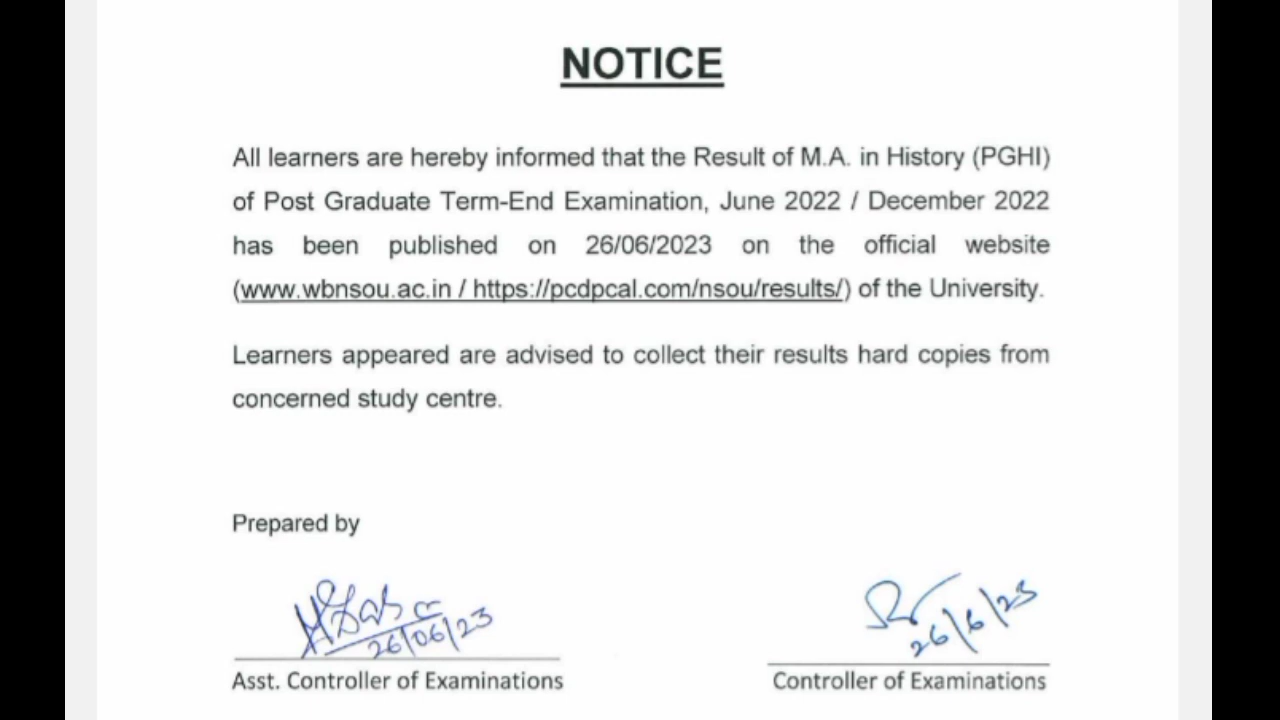 NOTICE
All learners are hereby informed that the Result of M.A. in History (PGHI)
of Post Graduate Term-End Examination, June 2022 / December 2022
has been published on 26/06/2023 on the official website
(www.wbnsou.ac.in / https://pcdpcal.com/nsou/results/) of the University.
Learners appeared are advised to collect their results hard copies from
concerned study centre.
Prepared by
26/06/23
26/6/23
Asst. Controller of Examinations
Controller of Examinations